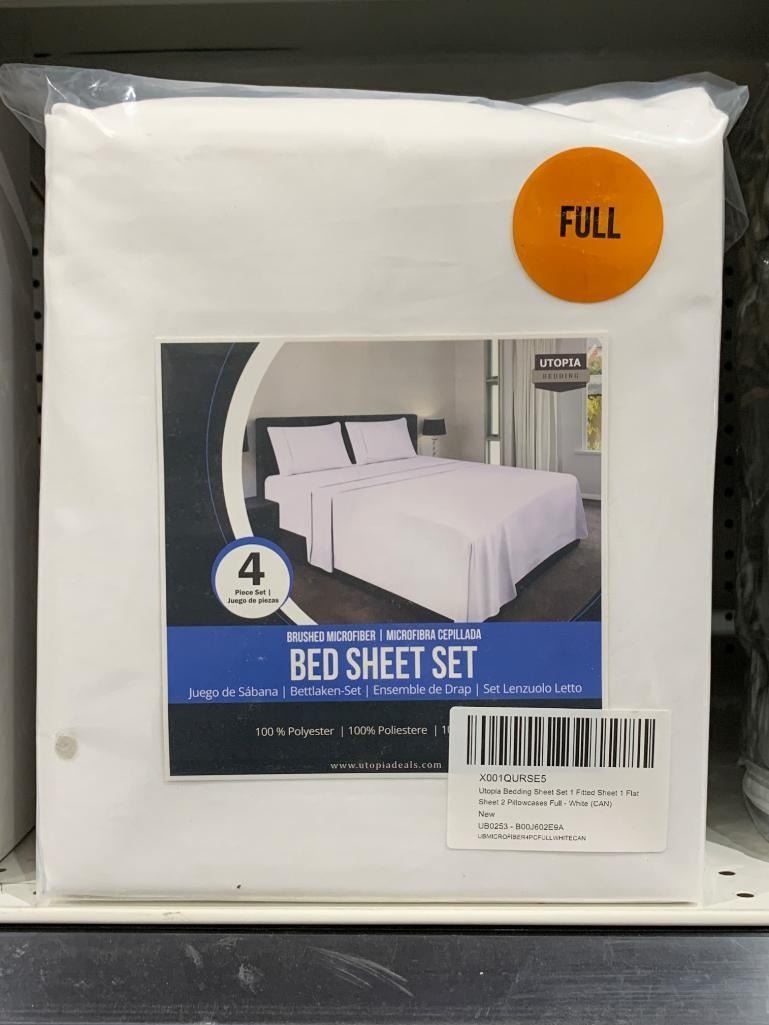 FULL
UTOPIA
BEDDING
4
Piece Set |
Juego de piezas
BRUSHED MICROFIBER | MICROFIBRA CEPILLADA
BED SHEET SET
Juego de Sábana | Bettlaken-Set | Ensemble de Drap | Set Lenzuolo Letto
100 % Polyester | 100% Poliestere | 10
www.utopiadeals.com
X001QURSE5
Utopia Bedding Sheet Set 1 Fitted Sheet 1 Flat
Sheet 2 Pillowcases Full - White (CAN)
New
UB0253 - B00J602E9A
UBMICROFIBER4PCFULLWHITECAN